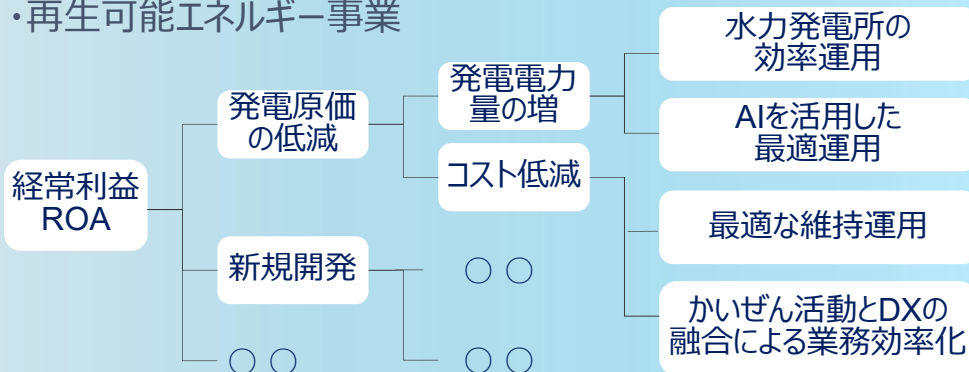 ・再生可能エネルギー事業
経常利益
ROA
発電原価
の低減
新規開発
○ ○
発電電力
量の増
コスト低減
○ ○
○ ○
水力発電所の
効率運用
AIを活用した
最適運用
最適な維持運用
かいぜん活動とDXの
融合による業務効率化